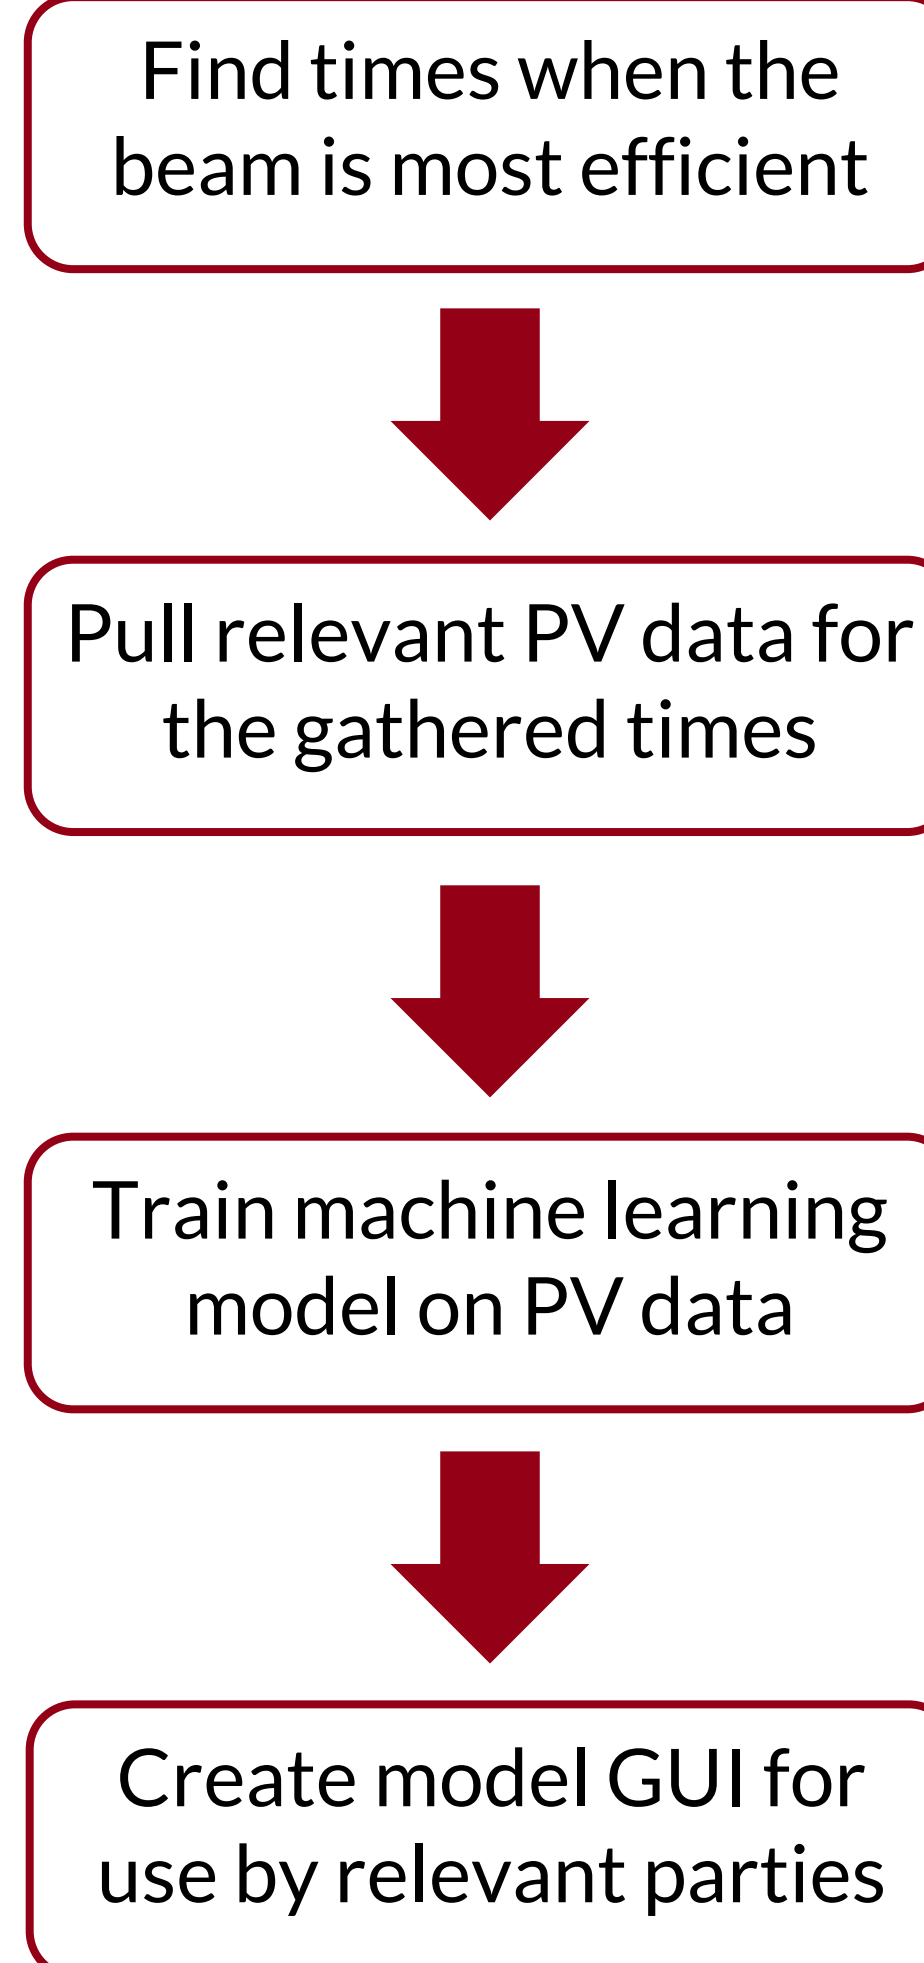 Find times when the
beam is most efficient
Pull relevant PV data for
the gathered times
Train machine learning
model on PV data
Create model GUI for
use by relevant parties